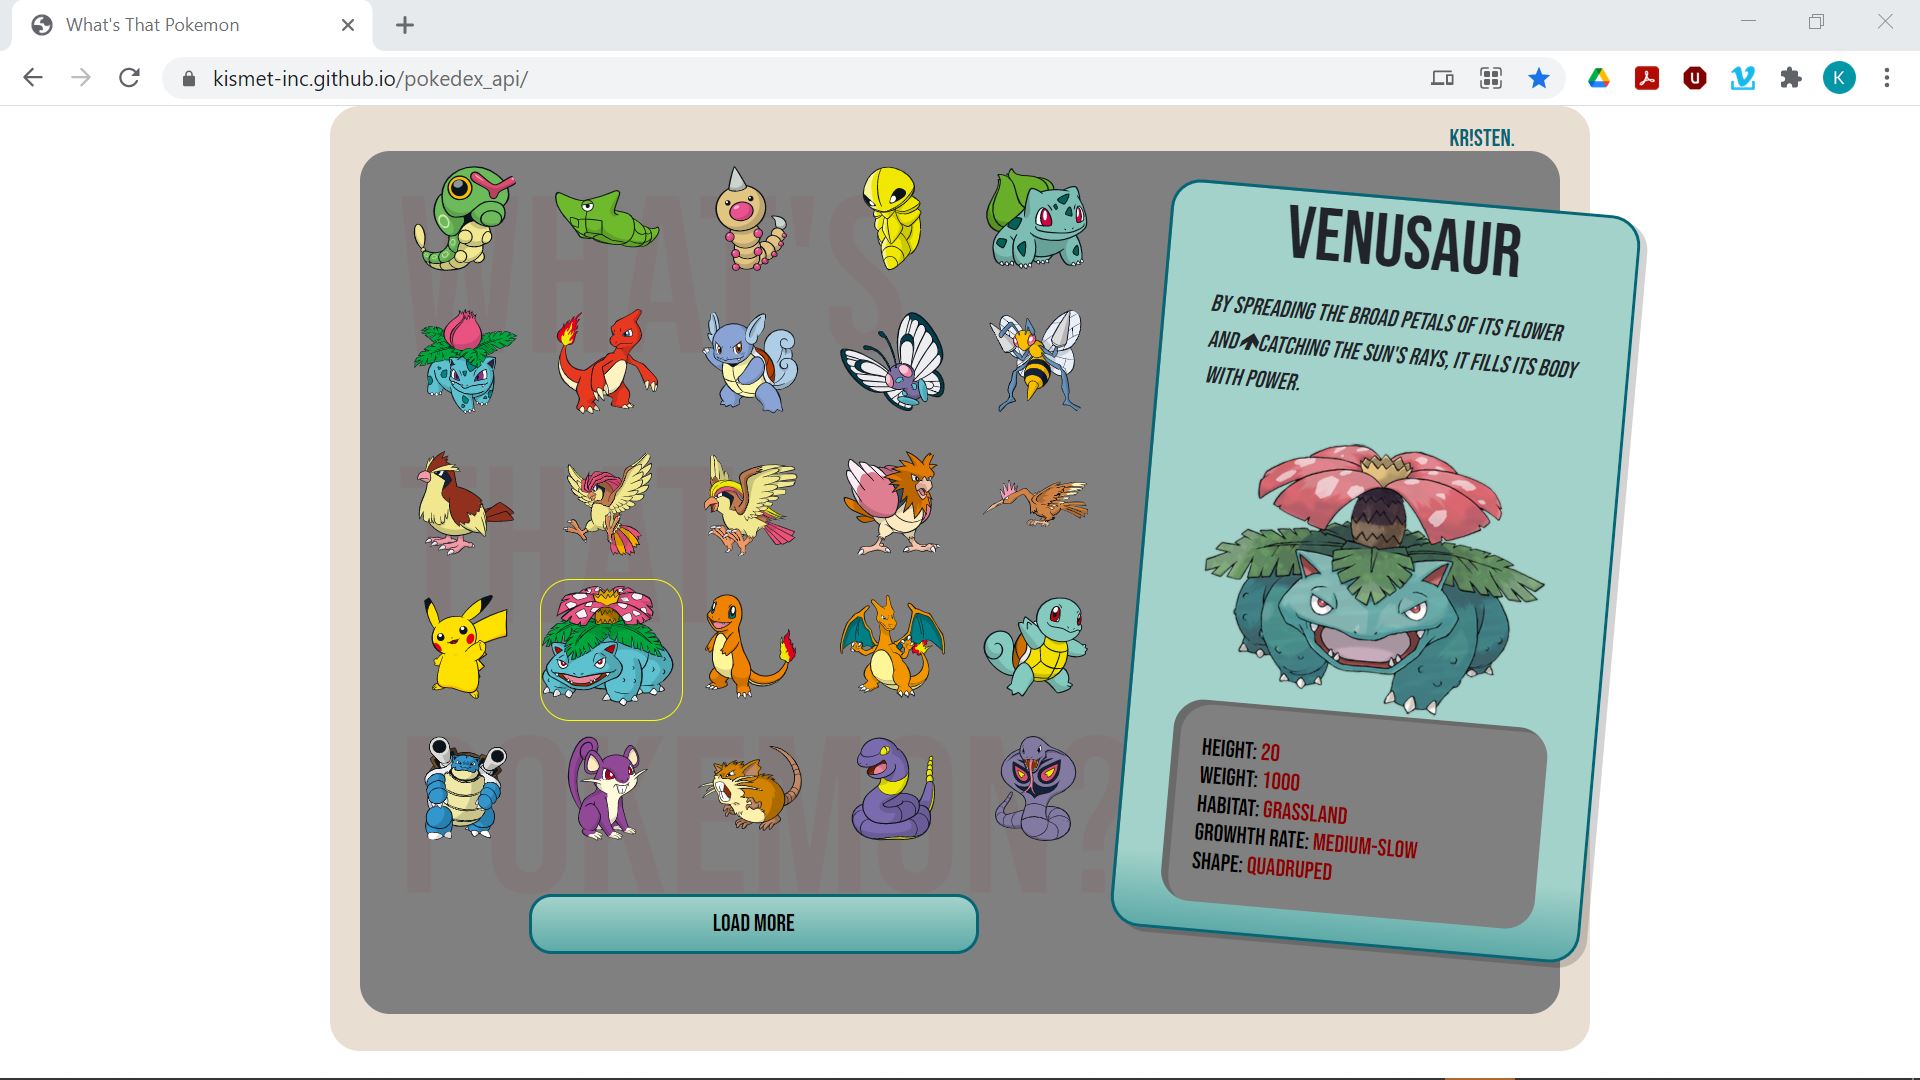 What's That Pokemon
kismet-inc.github.io/pokedex_api/
K
KR!STEN.
WHAT'S
THAT
POKEMON?
VENUSAUR
BY SPREADING THE BROAD PETALS OF ITS FLOWER
AND↑CATCHING THE SUN'S RAYS, IT FILLS ITS BODY
WITH POWER.
HEIGHT: 20
WEIGHT: 1000
HABITAT: GRASSLAND
GROWHTH RATE: MEDIUM-SLOW
SHAPE: QUADRUPED
LOAD MORE